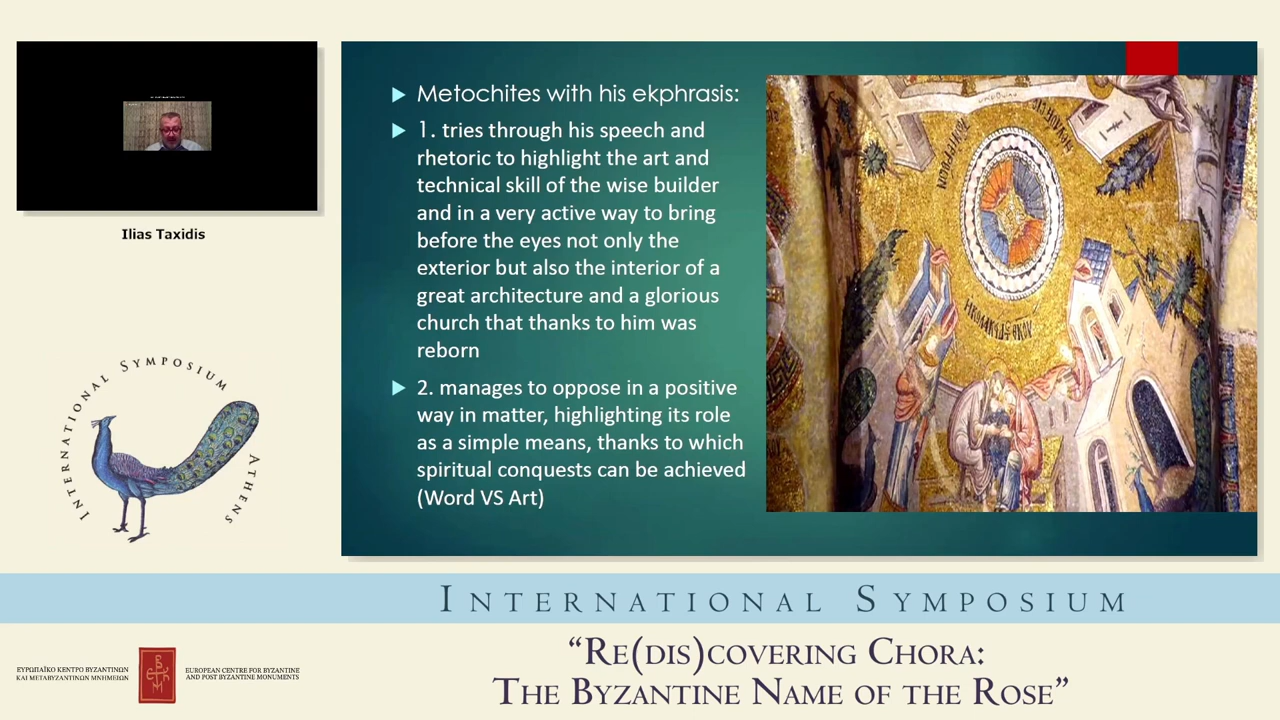 Ilias Taxidis
INTERNATIONAL SYMPOSIUM ATHENS
Metochites with his ekphrasis:
1. tries through his speech and
rhetoric to highlight the art and
technical skill of the wise builder
and in a very active way to bring
before the eyes not only the
exterior but also the interior of a
great architecture and a glorious
church that thanks to him was
reborn
2. manages to oppose in a positive
way in matter, highlighting its role
as a simple means, thanks to which
spiritual conquests can be achieved
(Word VS Art)
INTERNATIONAL SYMPOSIUM
“RE(DIS)COVERING CHORA:
THE BYZANTINE NAME OF THE ROSE”
ΕΥΡΩΠΑΪΚΟ ΚΕΝΤΡΟ ΒΥΖΑΝΤΙΝΩΝ
ΚΑΙ ΜΕΤΑΒΥΖΑΝΤΙΝΩΝ ΜΝΗΜΕΙΩΝ
EUROPEAN CENTRE FOR BYZANTINE
AND POST BYZANTINE MONUMENTS